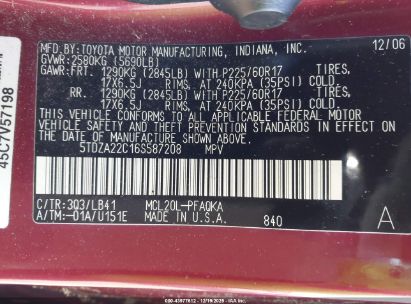 45C7V57198
MFD.BY:TOYOTA MOTOR MANUFACTURING, INDIANA, INC. 12/06
GVWR:2580KG (5690LB)
GAWR:FRT. 1290KG (2845LB) WITH P225/60R17 TIRES,
17X6.5J RIMS, AT 240KPA (35PSI) COLD.
RR. 1290KG (2845LB) WITH P225/60R17 TIRES,
17X6.5J RIMS, AT 240KPA (35PSI) COLD.
THIS VEHICLE CONFORMS TO ALL APPLICABLE FEDERAL MOTOR
VEHICLE SAFETY AND BUMPER STANDARDS IN EFFECT ON
THE DATE OF MANUFACTURE SHOWN ABOVE.
5TDZA22C16S587208 MPV
C/TR:3Q3/LB41 MCL20L-PFAQKA
A/TM:-01A/U151E MADE IN U.S.A. 840 A